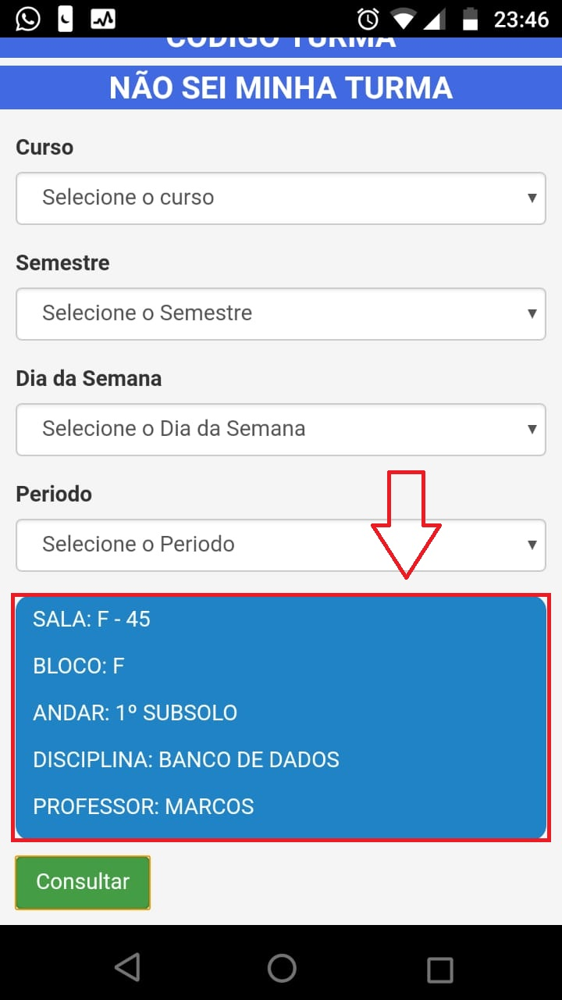 23:46
CÓDIGO TURMA
NÃO SEI MINHA TURMA
Curso
Selecione o curso
Semestre
Selecione o Semestre
Dia da Semana
Selecione o Dia da Semana
Periodo
Selecione o Periodo
SALA: F - 45
BLOCO: F
ANDAR: 1º SUBSOLO
DISCIPLINA: BANCO DE DADOS
PROFESSOR: MARCOS
Consultar